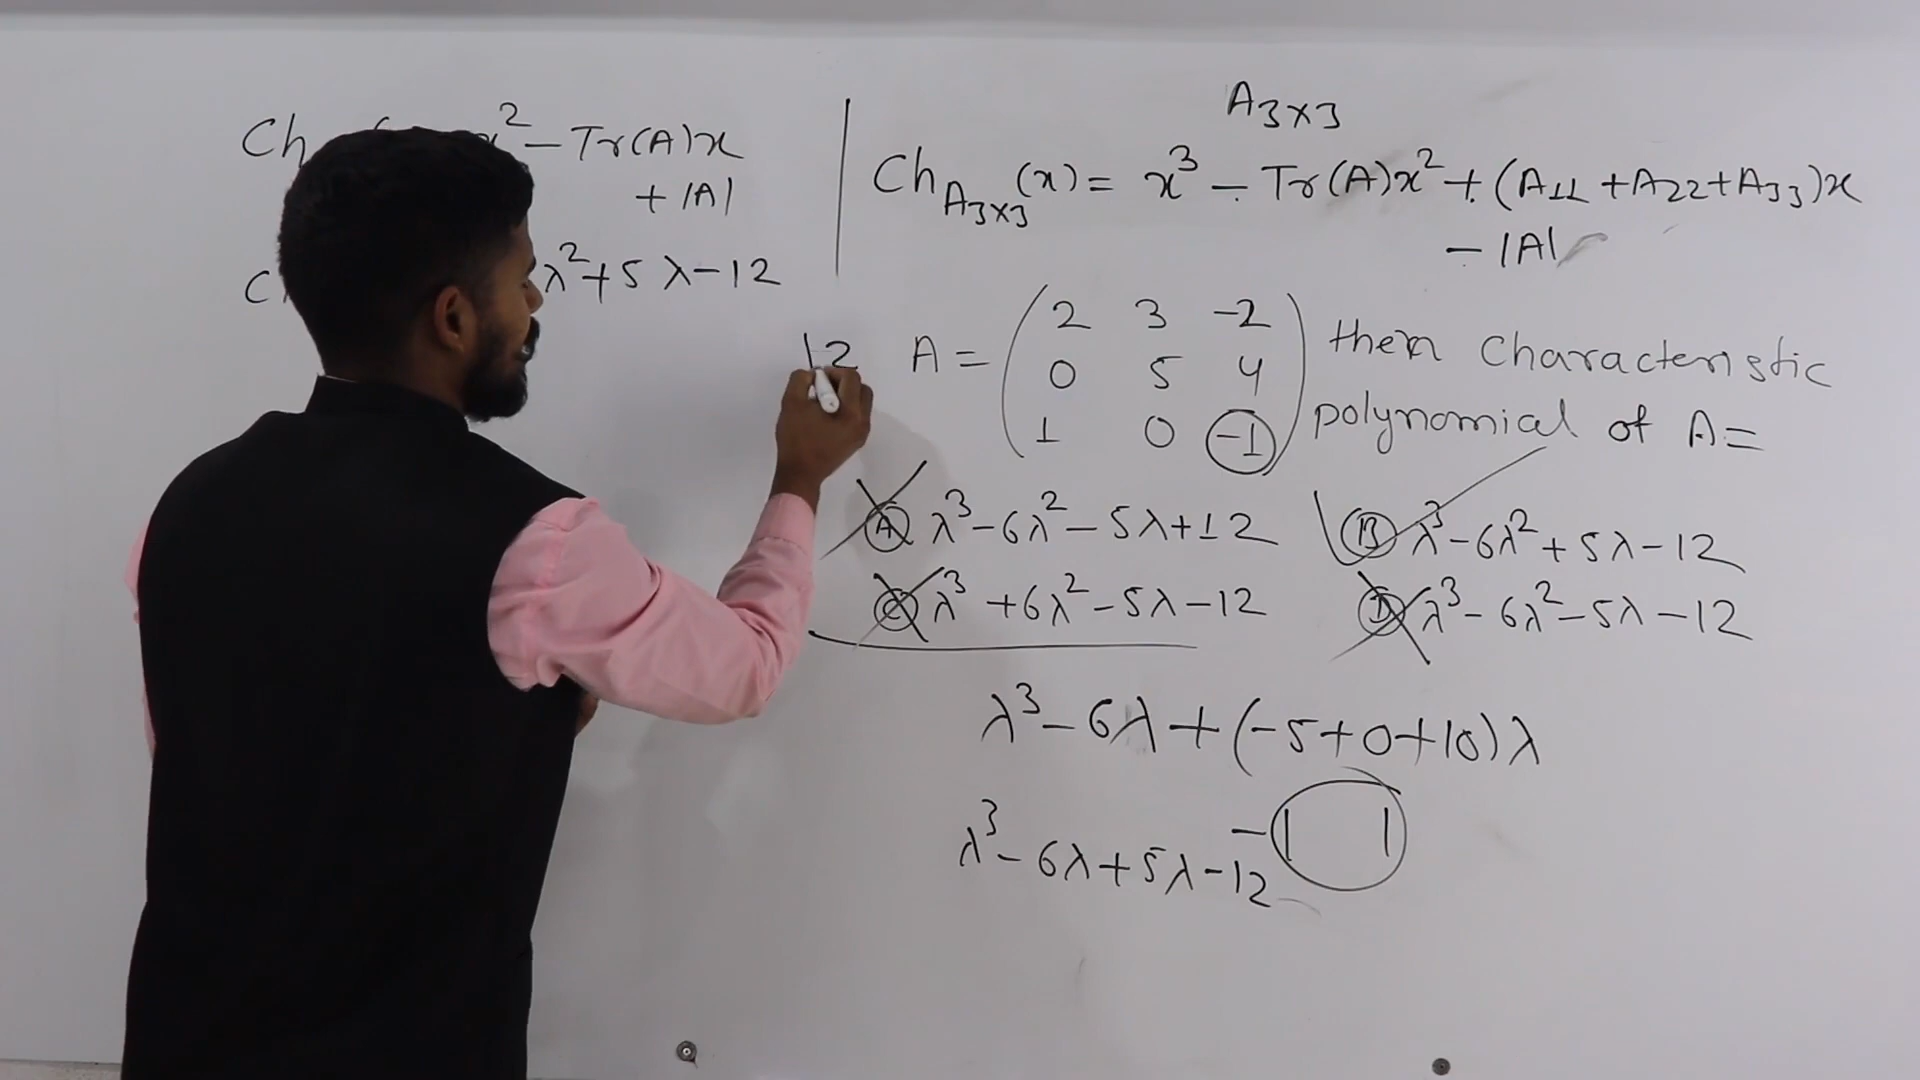 Ch x² - Tr(A)x
+ |A|
C λ² + 5λ - 12
A3×3
Ch A3×3 (x) = x³ - Tr(A)x² + (A11 + A22 + A33)x
- |A|
12
A = ( 2 3 -2
0 5 4
1 0 -1 )
then characteristic
polynomial of A =
(A) λ³ - 6λ² - 5λ + 12
(B) λ³ - 6λ² + 5λ - 12
(C) λ³ + 6λ² - 5λ - 12
(D) λ³ - 6λ² - 5λ - 12
λ³ - 6λ + (-5 + 0 + 10)λ
- | |
λ³ - 6λ + 5λ - 12